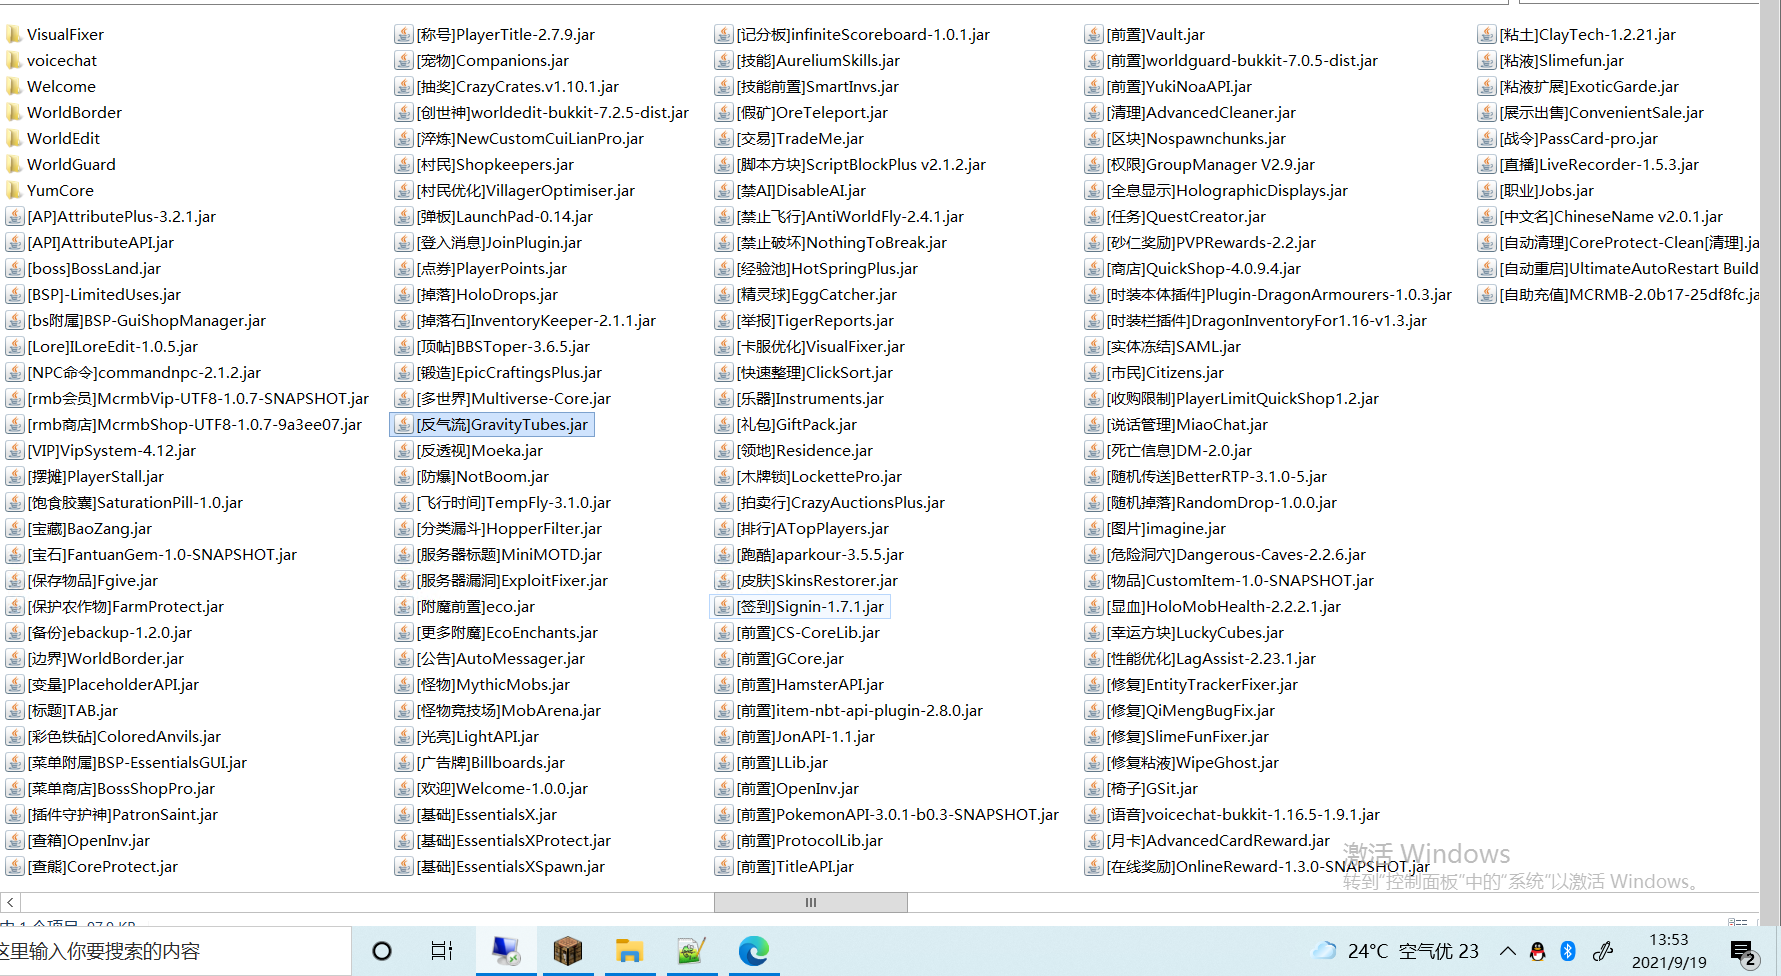 VisualFixer
voicechat
Welcome
WorldBorder
WorldEdit
WorldGuard
YumCore
[AP]AttributePlus-3.2.1.jar
[API]AttributeAPI.jar
[boss]BossLand.jar
[BSP]-LimitedUses.jar
[bs附属]BSP-GuiShopManager.jar
[Lore]ILoreEdit-1.0.5.jar
[NPC命令]commandnpc-2.1.2.jar
[rmb会员]McrmbVip-UTF8-1.0.7-SNAPSHOT.jar
[rmb商店]McrmbShop-UTF8-1.0.7-9a3ee07.jar
[VIP]VipSystem-4.12.jar
[摆摊]PlayerStall.jar
[饱食胶囊]SaturationPill-1.0.jar
[宝藏]BaoZang.jar
[宝石]FantuanGem-1.0-SNAPSHOT.jar
[保存物品]Fgive.jar
[保护农作物]FarmProtect.jar
[备份]ebackup-1.2.0.jar
[边界]WorldBorder.jar
[变量]PlaceholderAPI.jar
[标题]TAB.jar
[彩色铁砧]ColoredAnvils.jar
[菜单附属]BSP-EssentialsGUI.jar
[菜单商店]BossShopPro.jar
[插件守护神]PatronSaint.jar
[查箱]OpenInv.jar
[查熊]CoreProtect.jar
[称号]PlayerTitle-2.7.9.jar
[宠物]Companions.jar
[抽奖]CrazyCrates.v1.10.1.jar
[创世神]worldedit-bukkit-7.2.5-dist.jar
[淬炼]NewCustomCuiLianPro.jar
[村民]Shopkeepers.jar
[村民优化]VillagerOptimiser.jar
[弹板]LaunchPad-0.14.jar
[登入消息]JoinPlugin.jar
[点券]PlayerPoints.jar
[掉落]HoloDrops.jar
[掉落石]InventoryKeeper-2.1.1.jar
[顶帖]BBSToper-3.6.5.jar
[锻造]EpicCraftingsPlus.jar
[多世界]Multiverse-Core.jar
[反气流]GravityTubes.jar
[反透视]Moeka.jar
[防爆]NotBoom.jar
[飞行时间]TempFly-3.1.0.jar
[分类漏斗]HopperFilter.jar
[服务器标题]MiniMOTD.jar
[服务器漏洞]ExploitFixer.jar
[附魔前置]eco.jar
[更多附魔]EcoEnchants.jar
[公告]AutoMessager.jar
[怪物]MythicMobs.jar
[怪物竞技场]MobArena.jar
[光亮]LightAPI.jar
[广告牌]Billboards.jar
[欢迎]Welcome-1.0.0.jar
[基础]EssentialsX.jar
[基础]EssentialsXProtect.jar
[基础]EssentialsXSpawn.jar
[记分板]infiniteScoreboard-1.0.1.jar
[技能]AureliumSkills.jar
[技能前置]SmartInvs.jar
[假矿]OreTeleport.jar
[交易]TradeMe.jar
[脚本方块]ScriptBlockPlus v2.1.2.jar
[禁AI]DisableAI.jar
[禁止飞行]AntiWorldFly-2.4.1.jar
[禁止破坏]NothingToBreak.jar
[经验池]HotSpringPlus.jar
[精灵球]EggCatcher.jar
[举报]TigerReports.jar
[卡服优化]VisualFixer.jar
[快速整理]ClickSort.jar
[乐器]Instruments.jar
[礼包]GiftPack.jar
[领地]Residence.jar
[木牌锁]LockettePro.jar
[拍卖行]CrazyAuctionsPlus.jar
[排行]ATopPlayers.jar
[跑酷]aparkour-3.5.5.jar
[皮肤]SkinsRestorer.jar
[签到]Signin-1.7.1.jar
[前置]CS-CoreLib.jar
[前置]GCore.jar
[前置]HamsterAPI.jar
[前置]item-nbt-api-plugin-2.8.0.jar
[前置]JonAPI-1.1.jar
[前置]LLib.jar
[前置]OpenInv.jar
[前置]PokemonAPI-3.0.1-b0.3-SNAPSHOT.jar
[前置]ProtocolLib.jar
[前置]TitleAPI.jar
[前置]Vault.jar
[前置]worldguard-bukkit-7.0.5-dist.jar
[前置]YukiNoaAPI.jar
[清理]AdvancedCleaner.jar
[区块]Nospawnchunks.jar
[权限]GroupManager V2.9.jar
[全息显示]HolographicDisplays.jar
[任务]QuestCreator.jar
[砂仁奖励]PVPRewards-2.2.jar
[商店]QuickShop-4.0.9.4.jar
[时装本体插件]Plugin-DragonArmourers-1.0.3.jar
[时装栏插件]DragonInventoryFor1.16-v1.3.jar
[实体冻结]SAML.jar
[市民]Citizens.jar
[收购限制]PlayerLimitQuickShop1.2.jar
[说话管理]MiaoChat.jar
[死亡信息]DM-2.0.jar
[随机传送]BetterRTP-3.1.0-5.jar
[随机掉落]RandomDrop-1.0.0.jar
[图片]imagine.jar
[危险洞穴]Dangerous-Caves-2.2.6.jar
[物品]CustomItem-1.0-SNAPSHOT.jar
[显血]HoloMobHealth-2.2.2.1.jar
[幸运方块]LuckyCubes.jar
[性能优化]LagAssist-2.23.1.jar
[修复]EntityTrackerFixer.jar
[修复]QiMengBugFix.jar
[修复]SlimeFunFixer.jar
[修复粘液]WipeGhost.jar
[椅子]GSit.jar
[语音]voicechat-bukkit-1.16.5-1.9.1.jar
[月卡]AdvancedCardReward.jar
[在线奖励]OnlineReward-1.3.0-SNAPSHOT.jar
[粘土]ClayTech-1.2.21.jar
[粘液]Slimefun.jar
[粘液扩展]ExoticGarde.jar
[展示出售]ConvenientSale.jar
[战令]PassCard-pro.jar
[直播]LiveRecorder-1.5.3.jar
[职业]Jobs.jar
[中文名]ChineseName v2.0.1.jar
[自动清理]CoreProtect-Clean[清理].ja
[自动重启]UltimateAutoRestart Build
[自助充值]MCRMB-2.0b17-25df8fc.ja
激活 Windows
转到"控制面板"中的"系统"以激活 Windows。
这里输入你要搜索的内容
24°C 空气优 23
13:53
2021/9/19
2